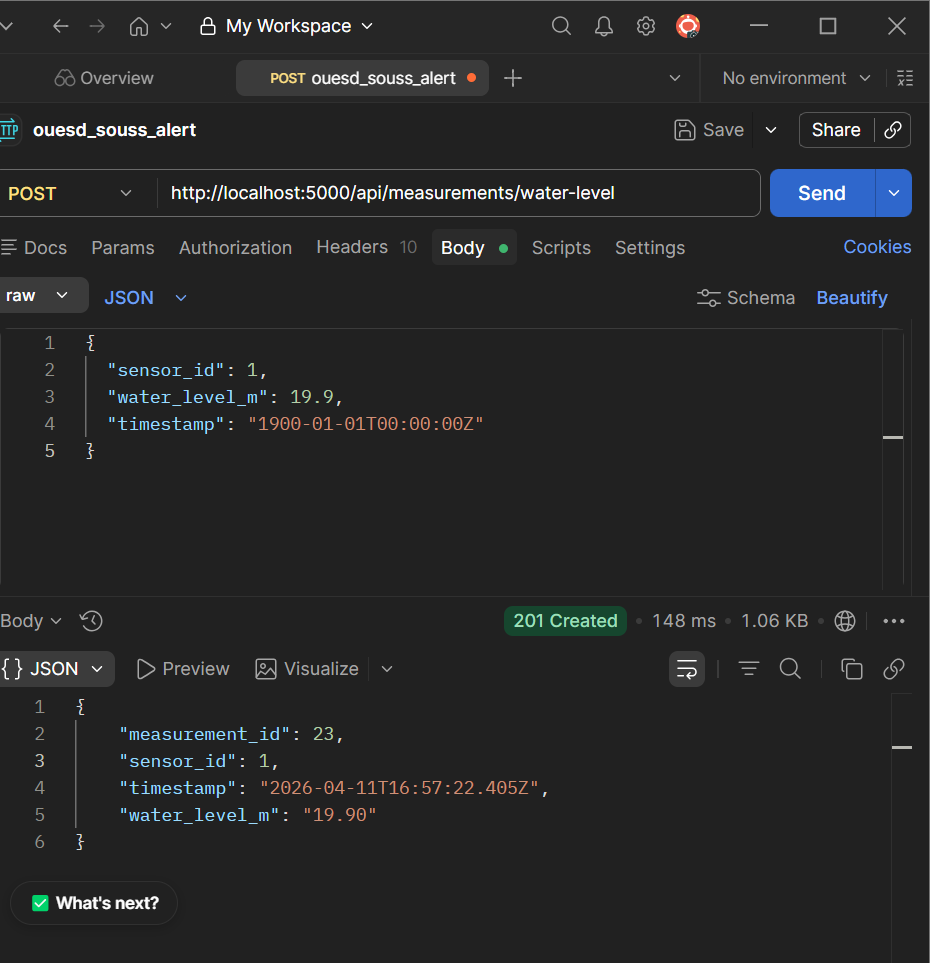 My Workspace
Overview
POST ouesd_souss_alert
No environment
TTP
ouesd_souss_alert
Save
Share
POST
http://localhost:5000/api/measurements/water-level
Send
Docs
Params
Authorization
Headers 10
Body
Scripts
Settings
Cookies
raw
JSON
Schema
Beautify
1 {
2 "sensor_id": 1,
3 "water_level_m": 19.9,
4 "timestamp": "1900-01-01T00:00:00Z"
5 }
Body
201 Created
148 ms
1.06 KB
{} JSON
Preview
Visualize
1 {
2 "measurement_id": 23,
3 "sensor_id": 1,
4 "timestamp": "2026-04-11T16:57:22.405Z",
5 "water_level_m": "19.90"
6 }
What's next?